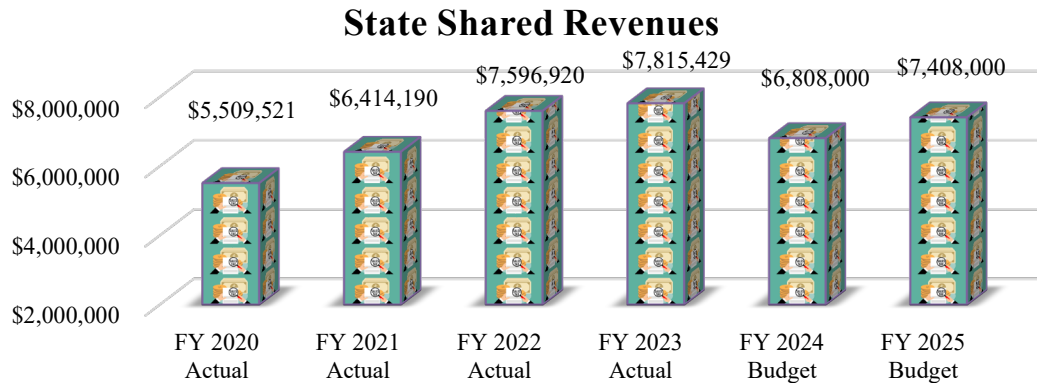 State Shared Revenues
$5,509,521
$6,414,190
$7,596,920
$7,815,429
$6,808,000
$7,408,000
$8,000,000
$6,000,000
$4,000,000
$2,000,000
FY 2020
Actual
FY 2021
Actual
FY 2022
Actual
FY 2023
Actual
FY 2024
Budget
FY 2025
Budget